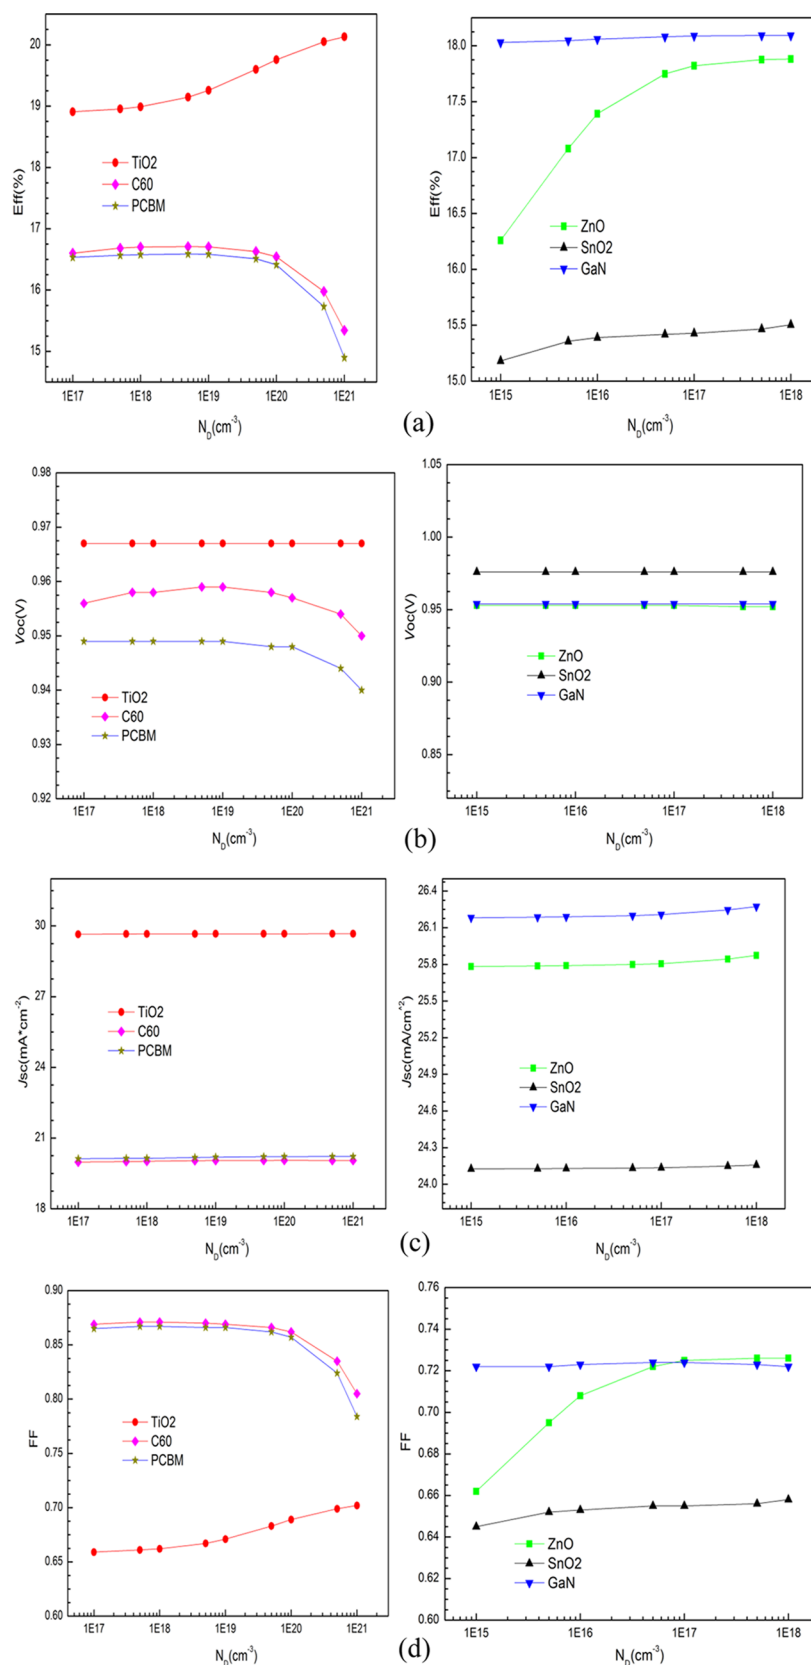 20
19
18
17
16
15
Eff(%)
TiO2
C60
PCBM
1E17 1E18 1E19 1E20 1E21
N_D(cm⁻³)
18.0
17.5
17.0
16.5
16.0
15.5
15.0
Eff(%)
ZnO
SnO2
GaN
1E15 1E16 1E17 1E18
N_D(cm⁻³)
(a)
0.98
0.97
0.96
0.95
0.94
0.93
0.92
Voc(V)
TiO2
C60
PCBM
1E17 1E18 1E19 1E20 1E21
N_D(cm⁻³)
1.05
1.00
0.95
0.90
0.85
Voc(V)
ZnO
SnO2
GaN
1E15 1E16 1E17 1E18
N_D(cm⁻³)
(b)
30
27
24
21
20
18
Jsc(mA*cm⁻²)
TiO2
C60
PCBM
1E17 1E18 1E19 1E20 1E21
N_D(cm⁻³)
26.4
26.1
25.8
25.5
25.2
24.9
24.6
24.3
24.0
Jsc(mA/cm^2)
ZnO
SnO2
GaN
1E15 1E16 1E17 1E18
N_D(cm⁻³)
(c)
0.90
0.85
0.80
0.75
0.70
0.65
0.60
FF
TiO2
C60
PCBM
1E17 1E18 1E19 1E20 1E21
N_D(cm⁻³)
0.76
0.74
0.72
0.70
0.68
0.66
0.64
0.62
0.60
FF
ZnO
SnO2
GaN
1E15 1E16 1E17 1E18
N_D(cm⁻³)
(d)